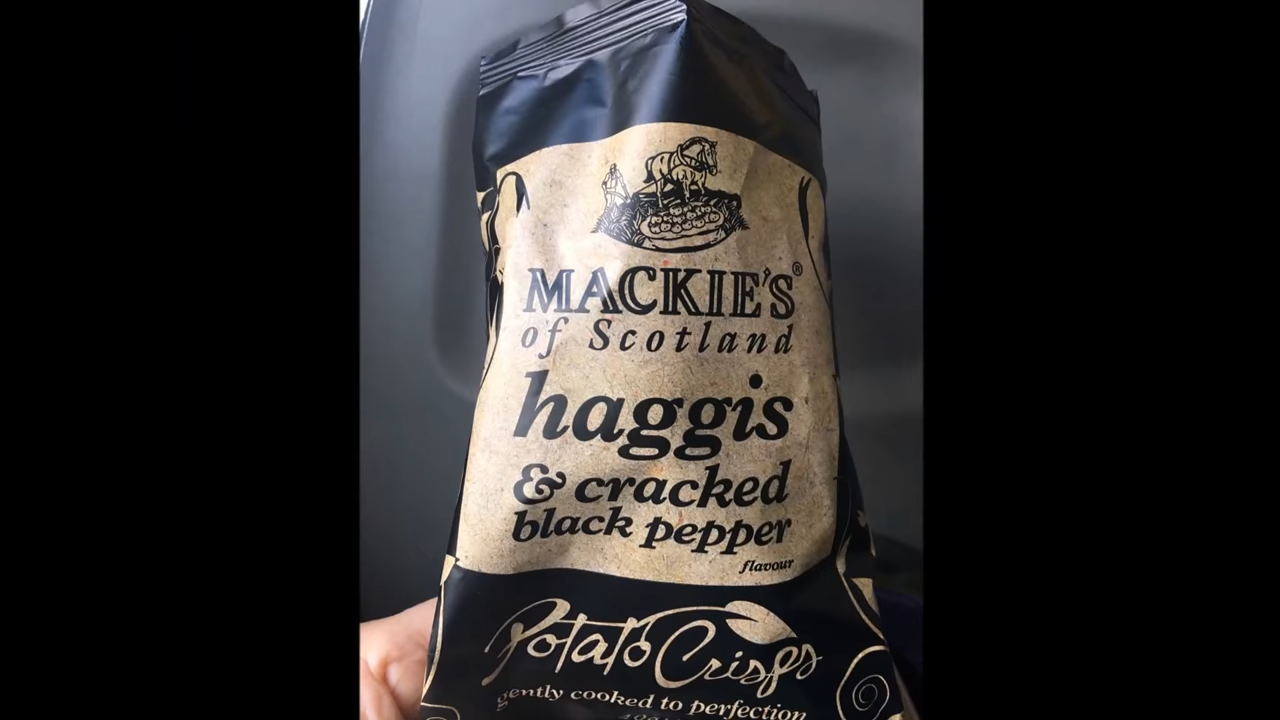 MACKIE'S®
of Scotland
haggis
& cracked
black pepper
flavour
Potato Crisps
gently cooked to perfection